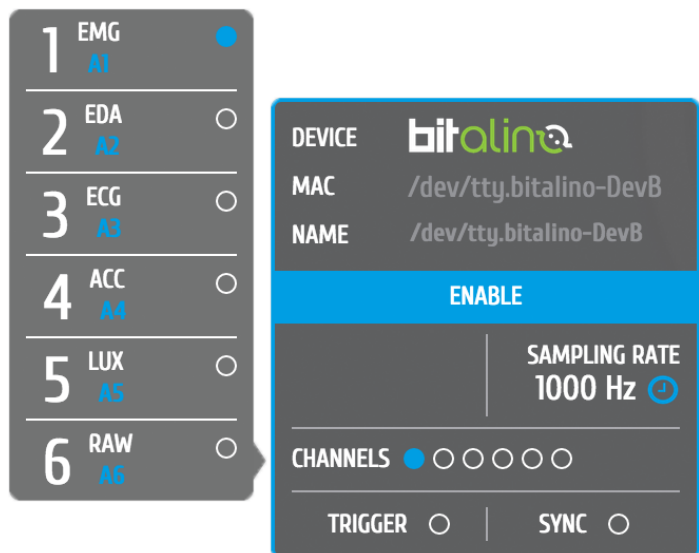 1 EMG
A1
2 EDA
A2
3 ECG
A3
4 ACC
A4
5 LUX
A5
6 RAW
A6
DEVICE bitalino
MAC /dev/tty.bitalino-DevB
NAME /dev/tty.bitalino-DevB
ENABLE
SAMPLING RATE
1000 Hz
CHANNELS
TRIGGER SYNC